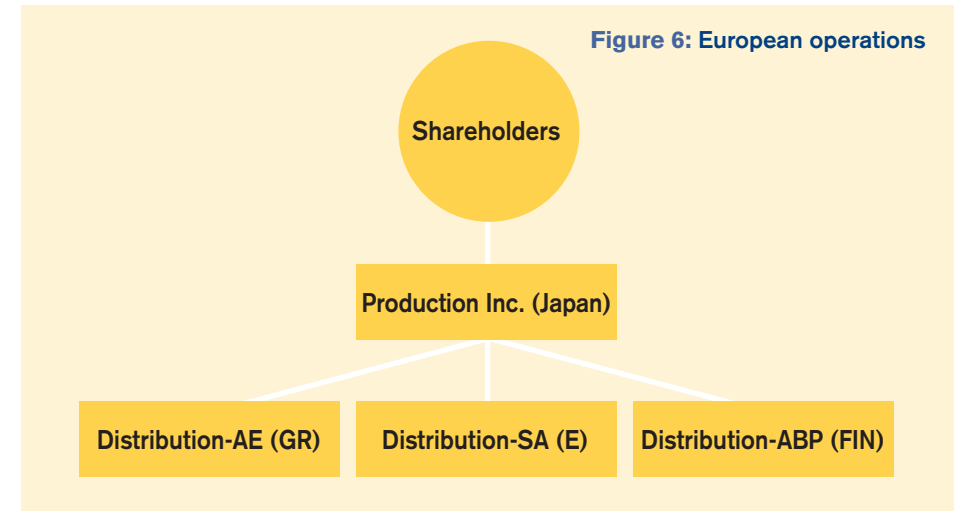 Figure 6: European operations
Shareholders
Production Inc. (Japan)
Distribution-AE (GR)
Distribution-SA (E)
Distribution-ABP (FIN)